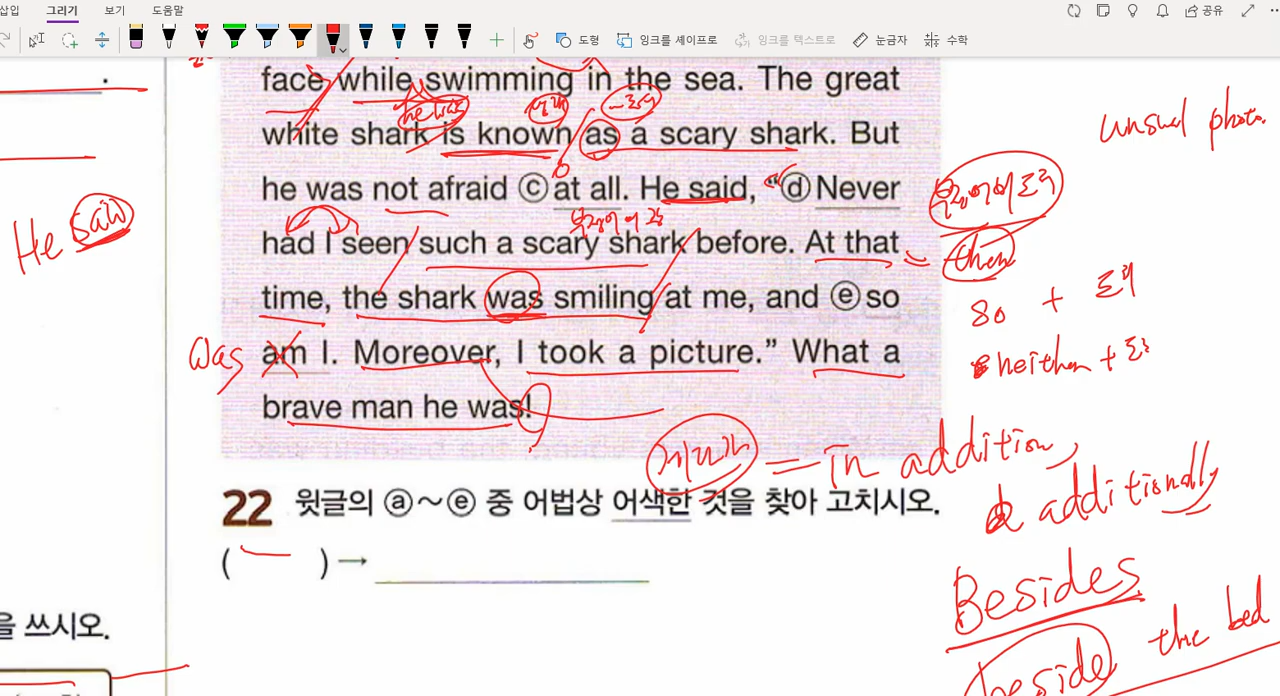 삽입 그리기 보기 도움말
공유
도형 잉크를 셰이프로 잉크를 텍스트로 눈금자 수학
face while swimming in the sea. The great
he was
white shark is known as a scary shark. But
unsual photo.
he was not afraid ⓒ at all. He said, “ⓓ Never
He said
had I seen such a scary shark before. At that
then
time, the shark was smiling at me, and ⓔ so
so + 도치
was am I. Moreover, I took a picture.” What a
neither + 도
brave man he was!
게다가 = in addition,
22 윗글의 ⓐ~ⓔ 중 어법상 어색한 것을 찾아 고치시오.
additionally
( ) →
Besides
을 쓰시오.
beside the bed